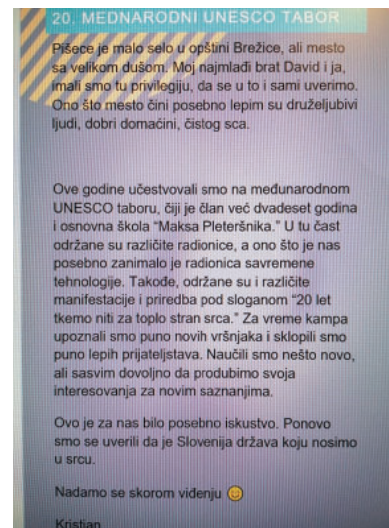 20. MEDNARODNI UNESCO TABOR
Pišece je malo selo u opštini Brežice, ali mesto
sa velikom dušom. Moj najmlađi brat David i ja,
imali smo tu privilegiju, da se u to i sami uverimo.
Ono što mesto čini posebno lepim su druželjubivi
ljudi, dobri domaćini, čistog sca.
Ove godine učestvovali smo na međunarodnom
UNESCO taboru, čiji je član već dvadeset godina
i osnovna škola “Maksa Pleteršnika.” U tu čast
održane su različite radionice, a ono što je nas
posebno zanimalo je radionica savremene
tehnologije. Takođe, održane su i različite
manifestacije i priredba pod sloganom “20 let
tkemo niti za toplo stran srca.” Za vreme kampa
upoznali smo puno novih vršnjaka i sklopili smo
puno lepih prijateljstava. Naučili smo nešto novo,
ali sasvim dovoljno da produbimo svoja
interesovanja za novim saznanjima.
Ovo je za nas bilo posebno iskustvo. Ponovo
smo se uverili da je Slovenija država koju nosimo
u srcu.
Nadamo se skorom viđenju 😊
Kristian